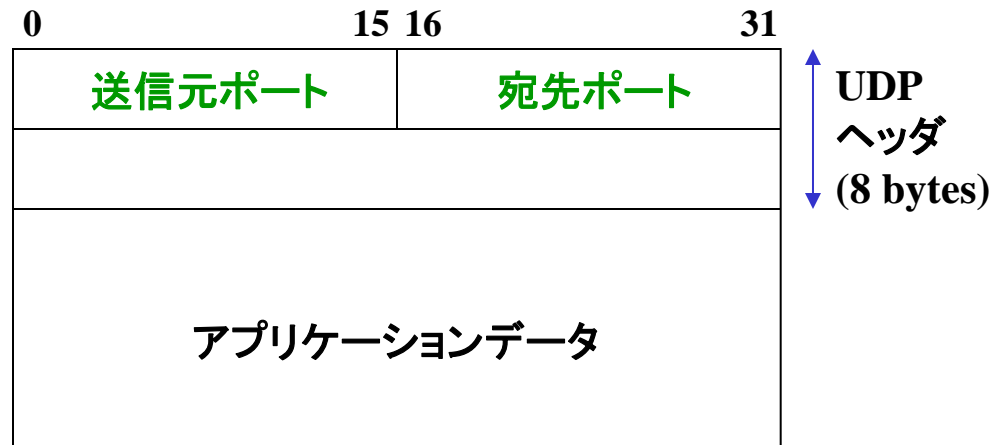 0 15 16 31
送信元ポート 宛先ポート
UDP
ヘッダ
(8 bytes)
アプリケーションデータ